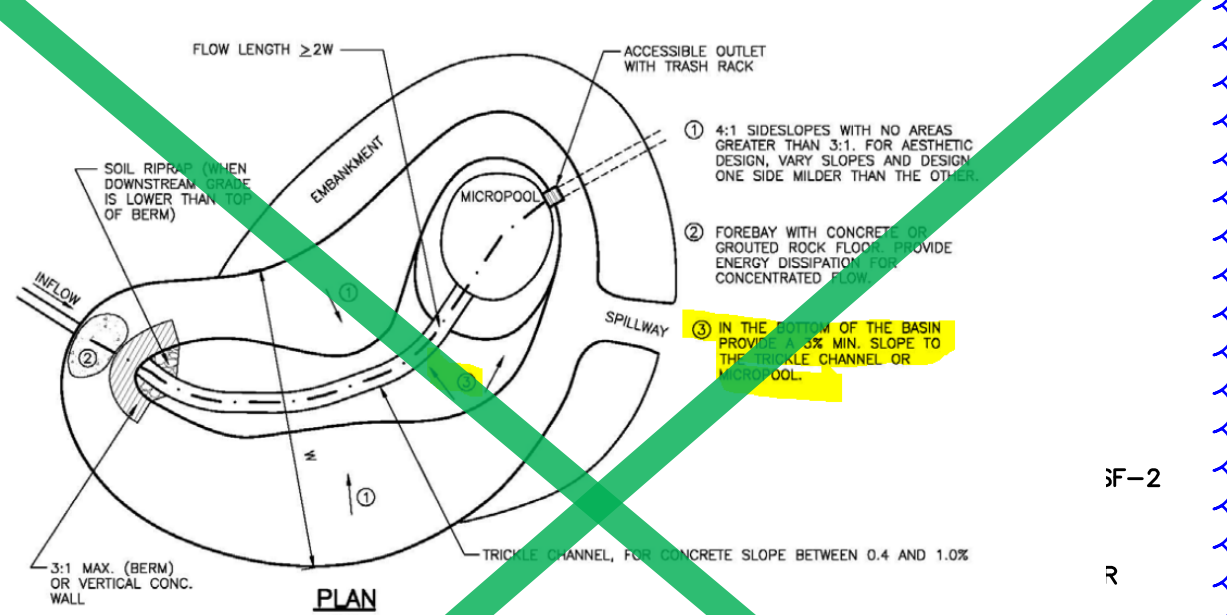 FLOW LENGTH ≥2W
ACCESSIBLE OUTLET
WITH TRASH RACK
① 4:1 SIDESLOPES WITH NO AREAS
GREATER THAN 3:1. FOR AESTHETIC
DESIGN, VARY SLOPES AND DESIGN
ONE SIDE MILDER THAN THE OTHER.
SOIL RIPRAP (WHEN
DOWNSTREAM GRADE
IS LOWER THAN TOP
OF BERM)
EMBANKMENT
MICROPOOL
② FOREBAY WITH CONCRETE OR
GROUTED ROCK FLOOR. PROVIDE
ENERGY DISSIPATION FOR
CONCENTRATED FLOW.
INFLOW
①
SPILLWAY
③ IN THE BOTTOM OF THE BASIN
PROVIDE A 3% MIN. SLOPE TO
THE TRICKLE CHANNEL OR
MICROPOOL.
②
③
W
①
SF-2
TRICKLE CHANNEL, FOR CONCRETE SLOPE BETWEEN 0.4 AND 1.0%
3:1 MAX. (BERM)
OR VERTICAL CONC.
WALL
PLAN
R